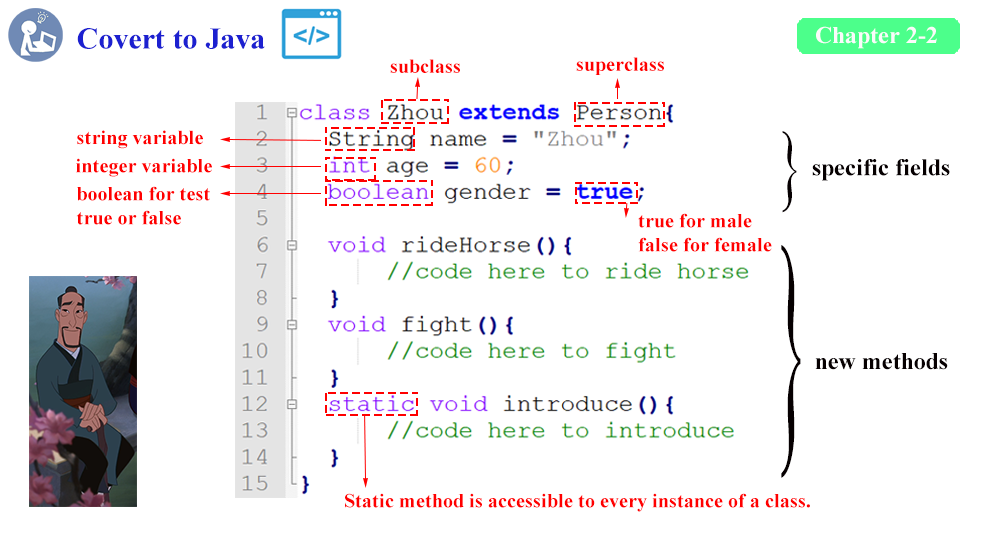 Covert to Java
</>
Chapter 2-2
subclass
superclass
1 class Zhou extends Person{
string variable
2 String name = "Zhou";
integer variable
3 int age = 60;
specific fields
boolean for test
true or false
4 boolean gender = true;
true for male
false for female
5
6 void rideHorse(){
7 //code here to ride horse
8 }
9 void fight(){
10 //code here to fight
11 }
new methods
12 static void introduce(){
13 //code here to introduce
14 }
15 }
Static method is accessible to every instance of a class.